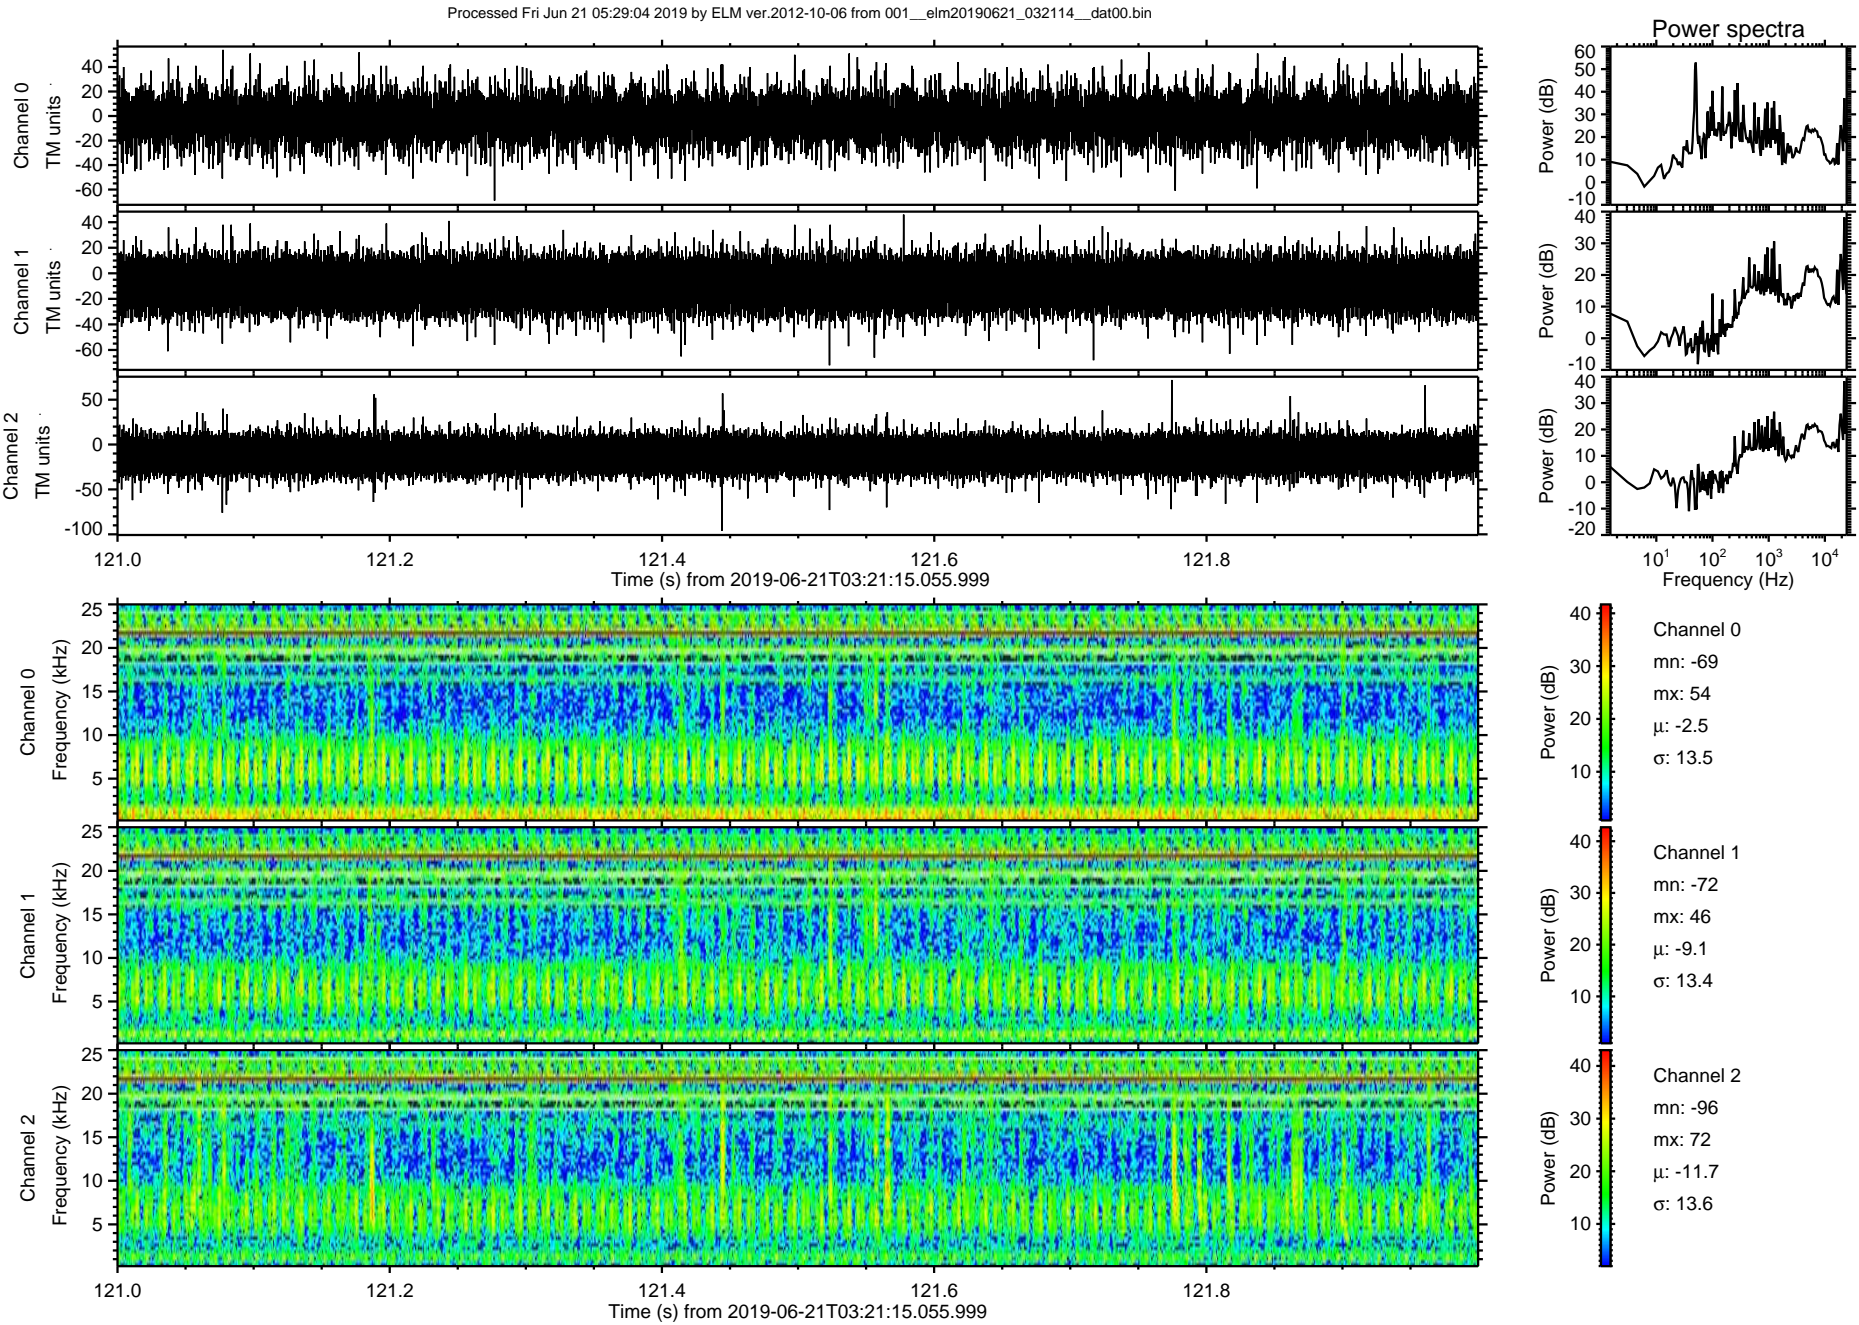 Processed Fri Jun 21 05:29:04 2019 by ELM ver.2012-10-06 from 001__elm20190621_032114__dat00.bin
Power spectra
Channel 0
TM units
40
20
0
-20
-40
-60
Power (dB)
60
50
40
30
20
10
0
-10
Channel 1
TM units
40
20
0
-20
-40
-60
Power (dB)
40
30
20
10
0
-10
Channel 2
TM units
50
0
-50
-100
Power (dB)
40
30
20
10
0
-10
-20
121.0 121.2 121.4 121.6 121.8
Time (s) from 2019-06-21T03:21:15.055.999
10^1 10^2 10^3 10^4
Frequency (Hz)
Channel 0
Frequency (kHz)
25
20
15
10
5
Power (dB)
40
30
20
10
Channel 0
mn: -69
mx: 54
µ: -2.5
σ: 13.5
Channel 1
Frequency (kHz)
25
20
15
10
5
Power (dB)
40
30
20
10
Channel 1
mn: -72
mx: 46
µ: -9.1
σ: 13.4
Channel 2
Frequency (kHz)
25
20
15
10
5
Power (dB)
40
30
20
10
Channel 2
mn: -96
mx: 72
µ: -11.7
σ: 13.6
121.0 121.2 121.4 121.6 121.8
Time (s) from 2019-06-21T03:21:15.055.999